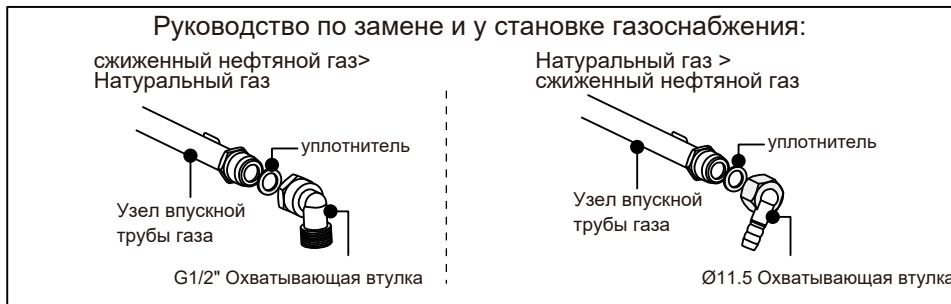 Руководство по замене и у становке газоснабжения:
сжиженный нефтяной газ>
Натуральный газ
уплотнитель
Узел впускной
трубы газа
G1/2" Охватывающая втулка
Натуральный газ >
сжиженный нефтяной газ
уплотнитель
Узел впускной
трубы газа
Ø11.5 Охватывающая втулка